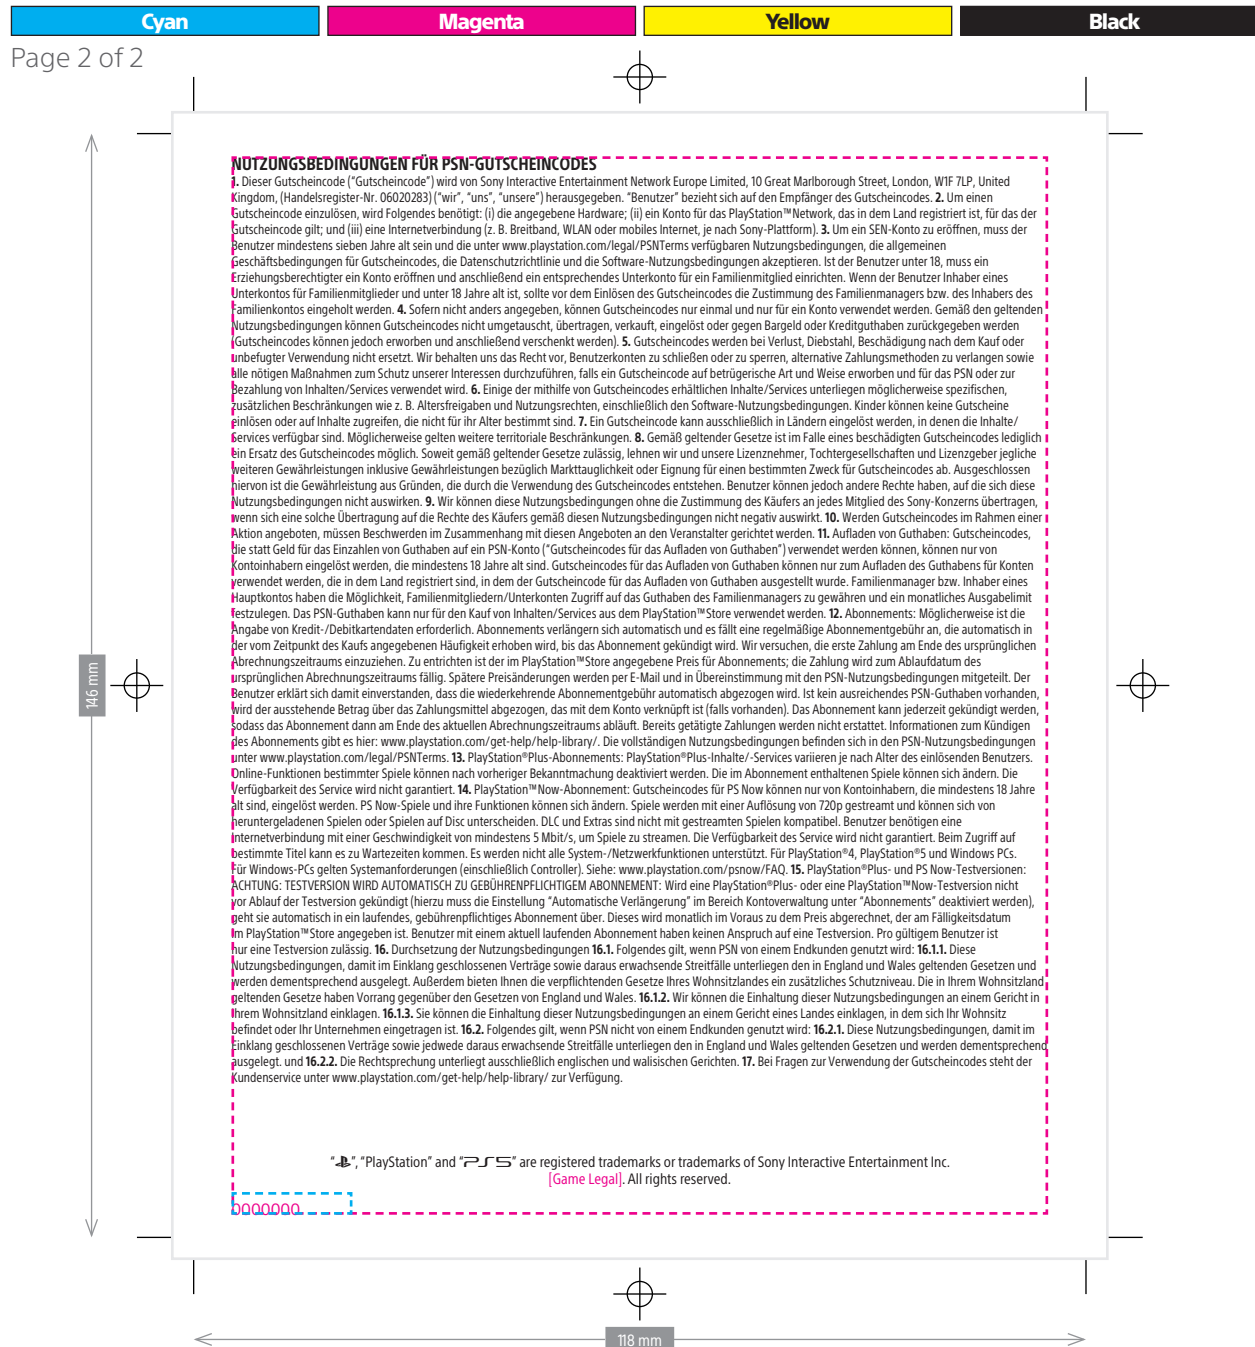 Cyan Magenta Yellow Black
Page 2 of 2
NUTZUNGSBEDINGUNGEN FÜR PSN-GUTSCHEINCODES
1. Dieser Gutscheincode (“Gutscheincode”) wird von Sony Interactive Entertainment Network Europe Limited, 10 Great Marlborough Street, London, W1F 7LP, United
Kingdom, (Handelsregister-Nr. 06020283) (“wir”, “uns”, “unsere”) herausgegeben. “Benutzer” bezieht sich auf den Empfänger des Gutscheincodes. 2. Um einen
Gutscheincode einzulösen, wird Folgendes benötigt: (i) die angegebene Hardware; (ii) ein Konto für das PlayStation™Network, das in dem Land registriert ist, für das der
Gutscheincode gilt; und (iii) eine Internetverbindung (z. B. Breitband, WLAN oder mobiles Internet, je nach Sony-Plattform). 3. Um ein SEN-Konto zu eröffnen, muss der
Benutzer mindestens sieben Jahre alt sein und die unter www.playstation.com/legal/PSNTerms verfügbaren Nutzungsbedingungen, die allgemeinen
Geschäftsbedingungen für Gutscheincodes, die Datenschutzrichtlinie und die Software-Nutzungsbedingungen akzeptieren. Ist der Benutzer unter 18, muss ein
Erziehungsberechtigter ein Konto eröffnen und anschließend ein entsprechendes Unterkonto für ein Familienmitglied einrichten. Wenn der Benutzer Inhaber eines
Unterkontos für Familienmitglieder und unter 18 Jahre alt ist, sollte vor dem Einlösen des Gutscheincodes die Zustimmung des Familienmanagers bzw. des Inhabers des
Familienkontos eingeholt werden. 4. Sofern nicht anders angegeben, können Gutscheincodes nur einmal und nur für ein Konto verwendet werden. Gemäß den geltenden
Nutzungsbedingungen können Gutscheincodes nicht umgetauscht, übertragen, verkauft, eingelöst oder gegen Bargeld oder Kreditguthaben zurückgegeben werden
(Gutscheincodes können jedoch erworben und anschließend verschenkt werden). 5. Gutscheincodes werden bei Verlust, Diebstahl, Beschädigung nach dem Kauf oder
unbefugter Verwendung nicht ersetzt. Wir behalten uns das Recht vor, Benutzerkonten zu schließen oder zu sperren, alternative Zahlungsmethoden zu verlangen sowie
alle nötigen Maßnahmen zum Schutz unserer Interessen durchzuführen, falls ein Gutscheincode auf betrügerische Art und Weise erworben und für das PSN oder zur
Bezahlung von Inhalten/Services verwendet wird. 6. Einige der mithilfe von Gutscheincodes erhältlichen Inhalte/Services unterliegen möglicherweise spezifischen,
zusätzlichen Beschränkungen wie z. B. Altersfreigaben und Nutzungsrechten, einschließlich den Software-Nutzungsbedingungen. Kinder können keine Gutscheine
einlösen oder auf Inhalte zugreifen, die nicht für ihr Alter bestimmt sind. 7. Ein Gutscheincode kann ausschließlich in Ländern eingelöst werden, in denen die Inhalte/
Services verfügbar sind. Möglicherweise gelten weitere territoriale Beschränkungen. 8. Gemäß geltender Gesetze ist im Falle eines beschädigten Gutscheincodes lediglich
ein Ersatz des Gutscheincodes möglich. Soweit gemäß geltender Gesetze zulässig, lehnen wir und unsere Lizenznehmer, Tochtergesellschaften und Lizenzgeber jegliche
weiteren Gewährleistungen inklusive Gewährleistungen bezüglich Markttauglichkeit oder Eignung für einen bestimmten Zweck für Gutscheincodes ab. Ausgeschlossen
hiervon ist die Gewährleistung aus Gründen, die durch die Verwendung des Gutscheincodes entstehen. Benutzer können jedoch andere Rechte haben, auf die sich diese
Nutzungsbedingungen nicht auswirken. 9. Wir können diese Nutzungsbedingungen ohne die Zustimmung des Käufers an jedes Mitglied des Sony-Konzerns übertragen,
wenn sich eine solche Übertragung auf die Rechte des Käufers gemäß diesen Nutzungsbedingungen nicht negativ auswirkt. 10. Werden Gutscheincodes im Rahmen einer
Aktion angeboten, müssen Beschwerden im Zusammenhang mit diesen Angeboten an den Veranstalter gerichtet werden. 11. Aufladen von Guthaben: Gutscheincodes,
die statt Geld für das Einzahlen von Guthaben auf ein PSN-Konto (“Gutscheincodes für das Aufladen von Guthaben”) verwendet werden können, können nur von
Kontoinhabern eingelöst werden, die mindestens 18 Jahre alt sind. Gutscheincodes für das Aufladen von Guthaben können nur zum Aufladen des Guthabens für Konten
verwendet werden, die in dem Land registriert sind, in dem der Gutscheincode für das Aufladen von Guthaben ausgestellt wurde. Familienmanager bzw. Inhaber eines
Hauptkontos haben die Möglichkeit, Familienmitgliedern/Unterkonten Zugriff auf das Guthaben des Familienmanagers zu gewähren und ein monatliches Ausgabelimit
festzulegen. Das PSN-Guthaben kann nur für den Kauf von Inhalten/Services aus dem PlayStation™Store verwendet werden. 12. Abonnements: Möglicherweise ist die
Angabe von Kredit-/Debitkartendaten erforderlich. Abonnements verlängern sich automatisch und es fällt eine regelmäßige Abonnementgebühr an, die automatisch in
der vom Zeitpunkt des Kaufs angegebenen Häufigkeit erhoben wird, bis das Abonnement gekündigt wird. Wir versuchen, die erste Zahlung am Ende des ursprünglichen
Abrechnungszeitraums einzuziehen. Zu entrichten ist der im PlayStation™Store angegebene Preis für Abonnements; die Zahlung wird zum Ablaufdatum des
ursprünglichen Abrechnungszeitraums fällig. Spätere Preisänderungen werden per E-Mail und in Übereinstimmung mit den PSN-Nutzungsbedingungen mitgeteilt. Der
Benutzer erklärt sich damit einverstanden, dass die wiederkehrende Abonnementgebühr automatisch abgezogen wird. Ist kein ausreichendes PSN-Guthaben vorhanden,
wird der ausstehende Betrag über das Zahlungsmittel abgezogen, das mit dem Konto verknüpft ist (falls vorhanden). Das Abonnement kann jederzeit gekündigt werden,
sodass das Abonnement dann am Ende des aktuellen Abrechnungszeitraums abläuft. Bereits getätigte Zahlungen werden nicht erstattet. Informationen zum Kündigen
des Abonnements gibt es hier: www.playstation.com/get-help/help-library/. Die vollständigen Nutzungsbedingungen befinden sich in den PSN-Nutzungsbedingungen
unter www.playstation.com/legal/PSNTerms. 13. PlayStation®Plus-Abonnements: PlayStation®Plus-Inhalte/-Services variieren je nach Alter des einlösenden Benutzers.
Online-Funktionen bestimmter Spiele können nach vorheriger Bekanntmachung deaktiviert werden. Die im Abonnement enthaltenen Spiele können sich ändern. Die
Verfügbarkeit des Service wird nicht garantiert. 14. PlayStation™Now-Abonnement: Gutscheincodes für PS Now können nur von Kontoinhabern, die mindestens 18 Jahre
alt sind, eingelöst werden. PS Now-Spiele und ihre Funktionen können sich ändern. Spiele werden mit einer Auflösung von 720p gestreamt und können sich von
heruntergeladenen Spielen oder Spielen auf Disc unterscheiden. DLC und Extras sind nicht mit gestreamten Spielen kompatibel. Benutzer benötigen eine
Internetverbindung mit einer Geschwindigkeit von mindestens 5 Mbit/s, um Spiele zu streamen. Die Verfügbarkeit des Service wird nicht garantiert. Beim Zugriff auf
bestimmte Titel kann es zu Wartezeiten kommen. Es werden nicht alle System-/Netzwerkfunktionen unterstützt. Für PlayStation®4, PlayStation®5 und Windows PCs.
Für Windows-PCs gelten Systemanforderungen (einschließlich Controller). Siehe: www.playstation.com/psnow/FAQ. 15. PlayStation®Plus- und PS Now-Testversionen:
ACHTUNG: TESTVERSION WIRD AUTOMATISCH ZU GEBÜHRENPFLICHTIGEM ABONNEMENT: Wird eine PlayStation®Plus- oder eine PlayStation™Now-Testversion nicht
vor Ablauf der Testversion gekündigt (hierzu muss die Einstellung “Automatische Verlängerung” im Bereich Kontoverwaltung unter “Abonnements” deaktiviert werden),
geht sie automatisch in ein laufendes, gebührenpflichtiges Abonnement über. Dieses wird monatlich im Voraus zu dem Preis abgerechnet, der am Fälligkeitsdatum
im PlayStation™Store angegeben ist. Benutzer mit einem aktuell laufenden Abonnement haben keinen Anspruch auf eine Testversion. Pro gültigem Benutzer ist
nur eine Testversion zulässig. 16. Durchsetzung der Nutzungsbedingungen 16.1. Folgendes gilt, wenn PSN von einem Endkunden genutzt wird: 16.1.1. Diese
Nutzungsbedingungen, damit im Einklang geschlossenen Verträge sowie daraus erwachsende Streitfälle unterliegen den in England und Wales geltenden Gesetzen und
werden dementsprechend ausgelegt. Außerdem bieten Ihnen die verpflichtenden Gesetze Ihres Wohnsitzlandes ein zusätzliches Schutzniveau. Die in Ihrem Wohnsitzland
geltenden Gesetze haben Vorrang gegenüber den Gesetzen von England und Wales. 16.1.2. Wir können die Einhaltung dieser Nutzungsbedingungen an einem Gericht in
Ihrem Wohnsitzland einklagen. 16.1.3. Sie können die Einhaltung dieser Nutzungsbedingungen an einem Gericht eines Landes einklagen, in dem sich Ihr Wohnsitz
befindet oder Ihr Unternehmen eingetragen ist. 16.2. Folgendes gilt, wenn PSN nicht von einem Endkunden genutzt wird: 16.2.1. Diese Nutzungsbedingungen, damit im
Einklang geschlossenen Verträge sowie jedwede daraus erwachsende Streitfälle unterliegen den in England und Wales geltenden Gesetzen und werden dementsprechend
ausgelegt. und 16.2.2. Die Rechtsprechung unterliegt ausschließlich englischen und walisischen Gerichten. 17. Bei Fragen zur Verwendung der Gutscheincodes steht der
Kundenservice unter www.playstation.com/get-help/help-library/ zur Verfügung.
146 mm
“”, “PlayStation” and “PS5” are registered trademarks or trademarks of Sony Interactive Entertainment Inc.
[Game Legal]. All rights reserved.
0000000
118 mm